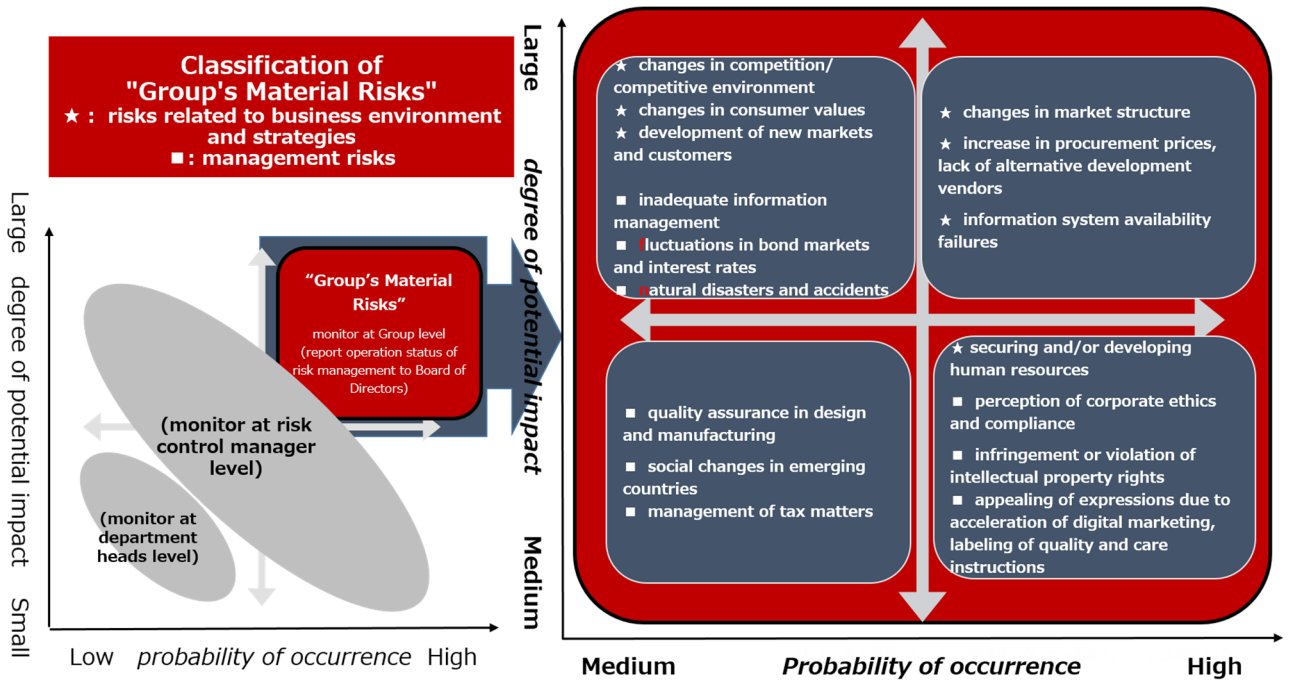 Classification of
"Group's Material Risks"
★ : risks related to business environment
and strategies
■ : management risks
Large degree of potential impact Small
"Group's Material
Risks"
monitor at Group level
(report operation status of
risk management to Board of
Directors)
(monitor at risk
control manager
level)
(monitor at
department
heads level)
Low probability of occurrence High
Large degree of potential impact Medium
★ changes in competition/
competitive environment
★ changes in consumer values
★ development of new markets
and customers
■ inadequate information
management
■ fluctuations in bond markets
and interest rates
■ natural disasters and accidents
★ changes in market structure
★ increase in procurement prices,
lack of alternative development
vendors
★ information system availability
failures
■ quality assurance in design
and manufacturing
■ social changes in emerging
countries
■ management of tax matters
★ securing and/or developing
human resources
■ perception of corporate ethics
and compliance
■ infringement or violation of
intellectual property rights
■ appealing of expressions due to
acceleration of digital marketing,
labeling of quality and care
instructions
Medium Probability of occurrence High